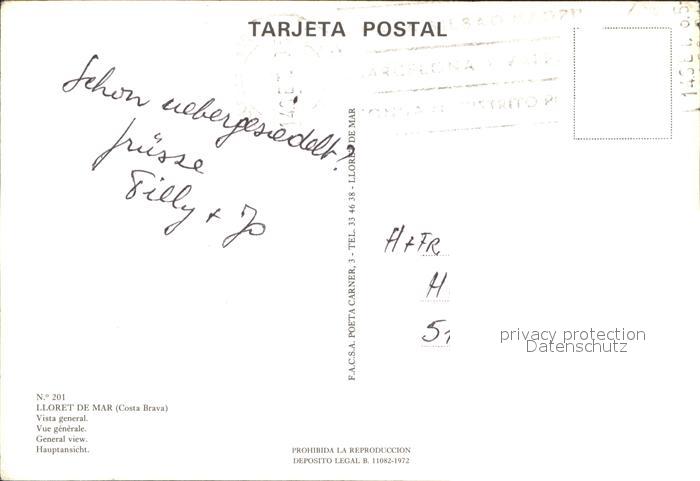 TARJETA POSTAL
BARCELONA
Schon uebergesiedelt?
grüsse
Tilly + Jo
F.A.C.S.A. POETA CARNER, 3 - TEL. 33 46 38 - LLORET DE MAR
H+FR
H
privacy protection
Datenschutz
N.º 201
LLORET DE MAR (Costa Brava)
Vista general.
Vue générale.
General view.
Hauptansicht.
PROHIBIDA LA REPRODUCCION
DEPOSITO LEGAL B. 11082-1972